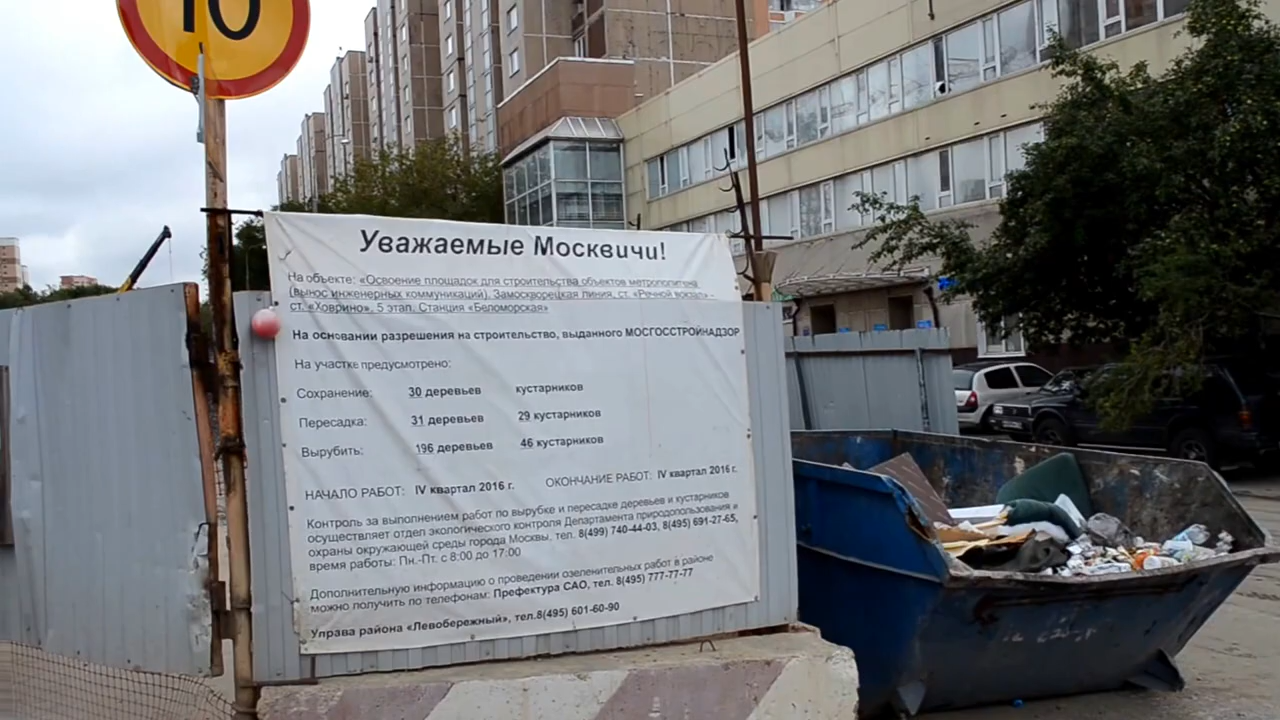 10
Уважаемые Москвичи!
На объекте: «Освоение площадок для строительства объектов метрополитена
(вынос инженерных коммуникаций). Замоскворецкая линия, ст. «Речной вокзал» -
ст. «Ховрино». 5 этап. Станция «Беломорская»
На основании разрешения на строительство, выданного МОСГОССТРОЙНАДЗОР
На участке предусмотрено:
Сохранение: 30 деревьев кустарников
Пересадка: 31 деревьев 29 кустарников
Вырубить: 196 деревьев 46 кустарников
НАЧАЛО РАБОТ: IV квартал 2016 г. ОКОНЧАНИЕ РАБОТ: IV квартал 2016 г.
Контроль за выполнением работ по вырубке и пересадке деревьев и кустарников
осуществляет отдел экологического контроля Департамента природопользования и
охраны окружающей среды города Москвы, тел. 8(499) 740-44-03, 8(495) 691-27-65,
время работы: Пн.-Пт. с 8:00 до 17:00
Дополнительную информацию о проведении озеленительных работ в районе
можно получить по телефонам: Префектура САО, тел. 8(495) 777-77-77
Управа района «Левобережный», тел.8(495) 601-60-90